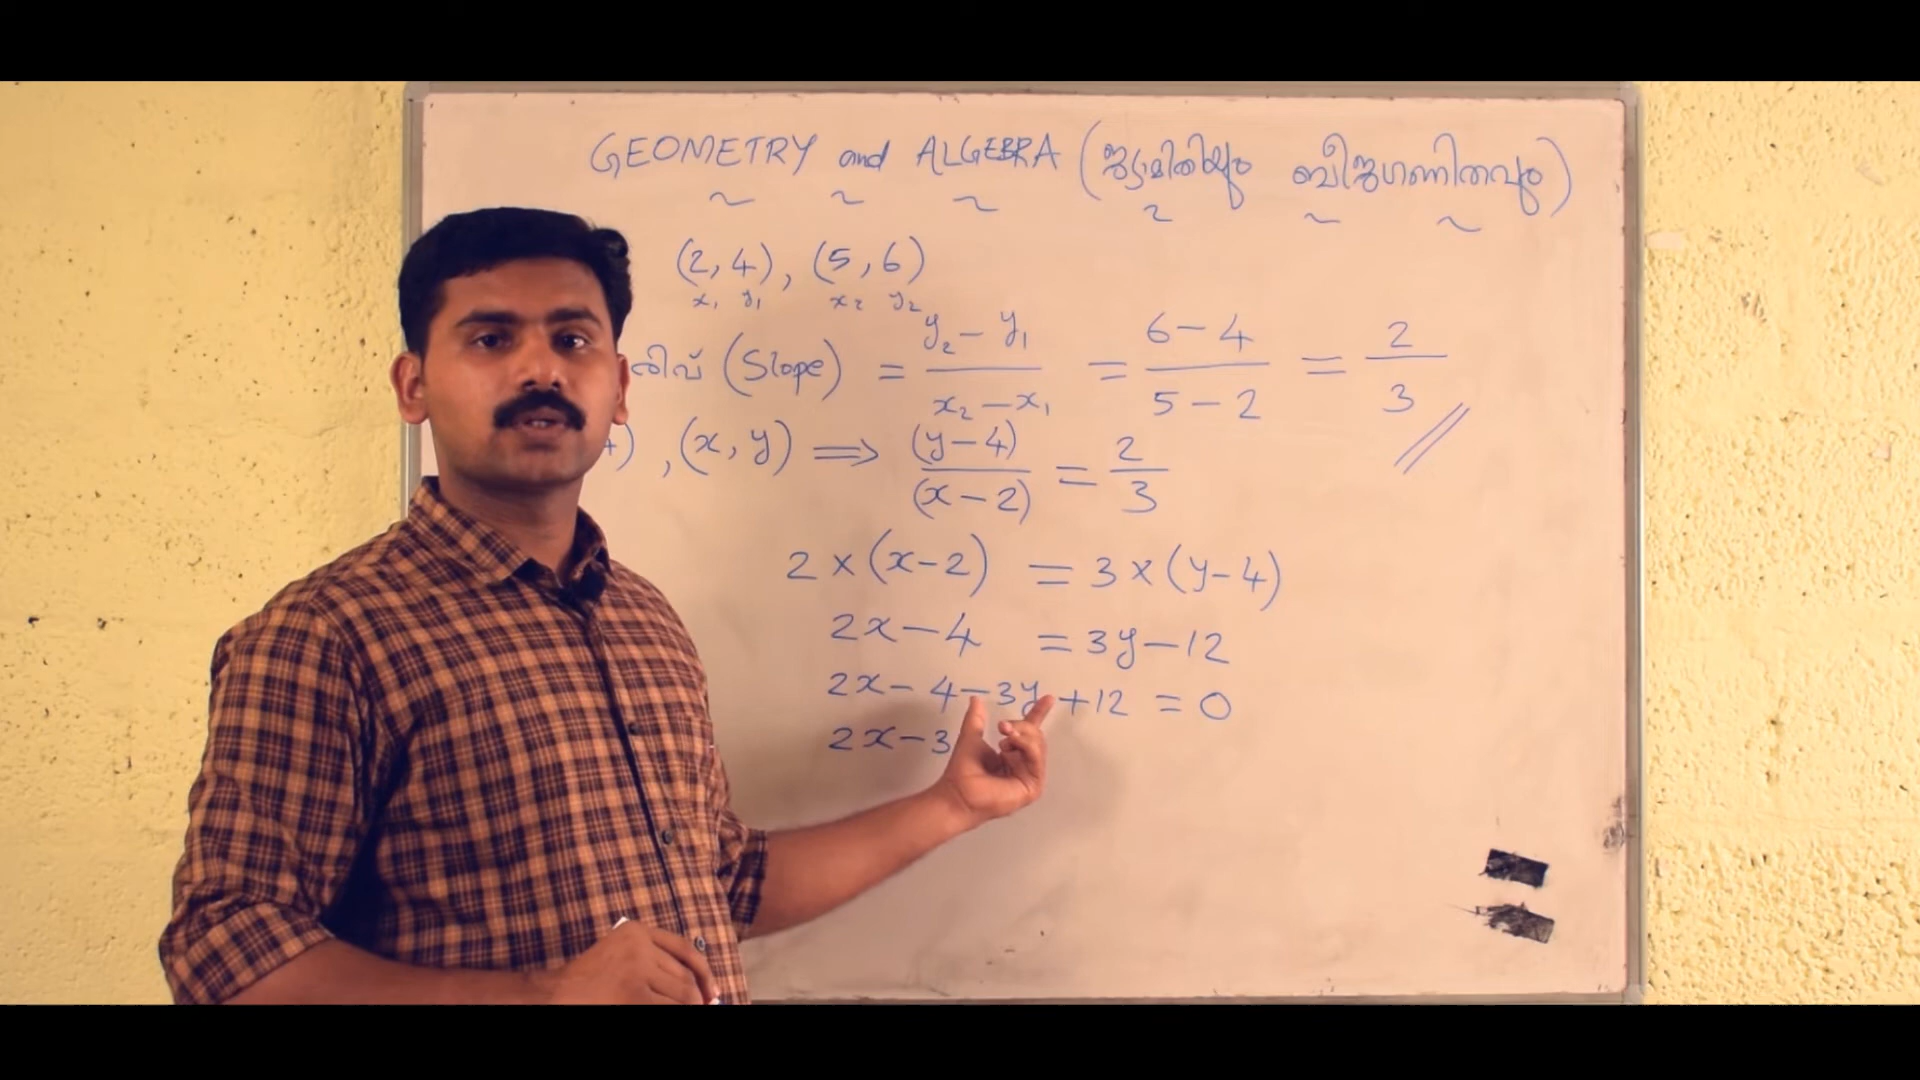 GEOMETRY and ALGEBRA (ജ്യാമിതിയും ബീജഗണിതവും)
(2, 4), (5, 6)
x₁ y₁ x₂ y₂
(Slope) = y₂ - y₁ / x₂ - x₁ = 6 - 4 / 5 - 2 = 2 / 3
), (x, y) ⟹ (y-4) / (x-2) = 2 / 3
2 × (x-2) = 3 × (y-4)
2x - 4 = 3y - 12
2x - 4 - 3y + 12 = 0
2x - 3